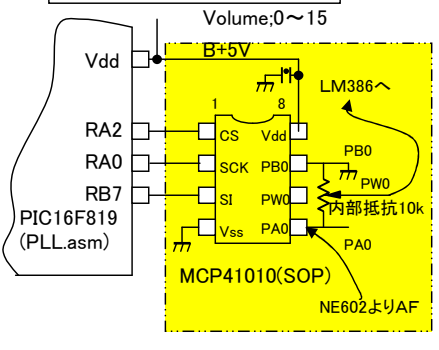 Volume;0～15
Vdd
B+5V
LM386へ
1
8
RA2
CS
Vdd
PB0
RA0
SCK
PB0
PW0
RB7
SI
PW0
内部抵抗10k
PIC16F819
(PLL.asm)
Vss
PA0
PA0
MCP41010(SOP)
NE602よりAF